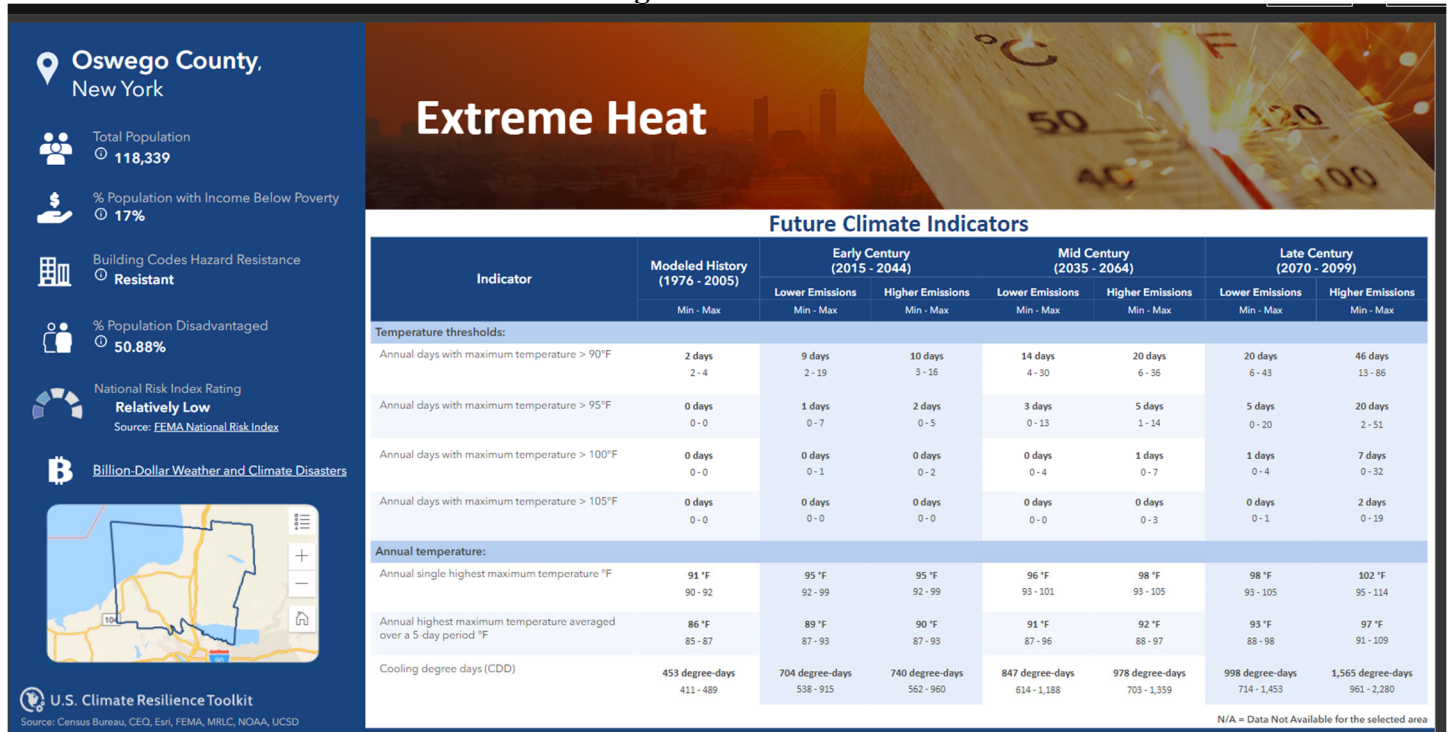 Oswego County,
New York
Total Population
118,339
% Population with Income Below Poverty
17%
Building Codes Hazard Resistance
Resistant
% Population Disadvantaged
50.88%
National Risk Index Rating
Relatively Low
Source: FEMA National Risk Index
Billion-Dollar Weather and Climate Disasters
104
90
U.S. Climate Resilience Toolkit
Source: Census Bureau, CEQ, Esri, FEMA, MRLC, NOAA, UCSD
Extreme Heat
°C °F
50 120
40 100
Future Climate Indicators
Indicator Modeled History (1976 - 2005) Early Century (2015 - 2044) Mid Century (2035 - 2064) Late Century (2070 - 2099)
Lower Emissions Higher Emissions Lower Emissions Higher Emissions Lower Emissions Higher Emissions
Min - Max Min - Max Min - Max Min - Max Min - Max Min - Max Min - Max
Temperature thresholds:
Annual days with maximum temperature > 90°F 2 days 9 days 10 days 14 days 20 days 20 days 46 days
2 - 4 2 - 19 3 - 16 4 - 30 6 - 36 6 - 43 13 - 86
Annual days with maximum temperature > 95°F 0 days 1 days 2 days 3 days 5 days 5 days 20 days
0 - 0 0 - 7 0 - 5 0 - 13 1 - 14 0 - 20 2 - 51
Annual days with maximum temperature > 100°F 0 days 0 days 0 days 0 days 1 days 1 days 7 days
0 - 0 0 - 1 0 - 2 0 - 4 0 - 7 0 - 4 0 - 32
Annual days with maximum temperature > 105°F 0 days 0 days 0 days 0 days 0 days 0 days 2 days
0 - 0 0 - 0 0 - 0 0 - 0 0 - 3 0 - 1 0 - 19
Annual temperature:
Annual single highest maximum temperature °F 91 °F 95 °F 95 °F 96 °F 98 °F 98 °F 102 °F
90 - 92 92 - 99 92 - 99 93 - 101 93 - 105 93 - 105 95 - 114
Annual highest maximum temperature averaged 86 °F 89 °F 90 °F 91 °F 92 °F 93 °F 97 °F
over a 5-day period °F 85 - 87 87 - 93 87 - 93 87 - 96 88 - 97 88 - 98 91 - 109
Cooling degree days (CDD) 453 degree-days 704 degree-days 740 degree-days 847 degree-days 978 degree-days 998 degree-days 1,565 degree-days
411 - 489 538 - 915 562 - 960 614 - 1,188 703 - 1,359 714 - 1,453 961 - 2,280
N/A = Data Not Available for the selected area